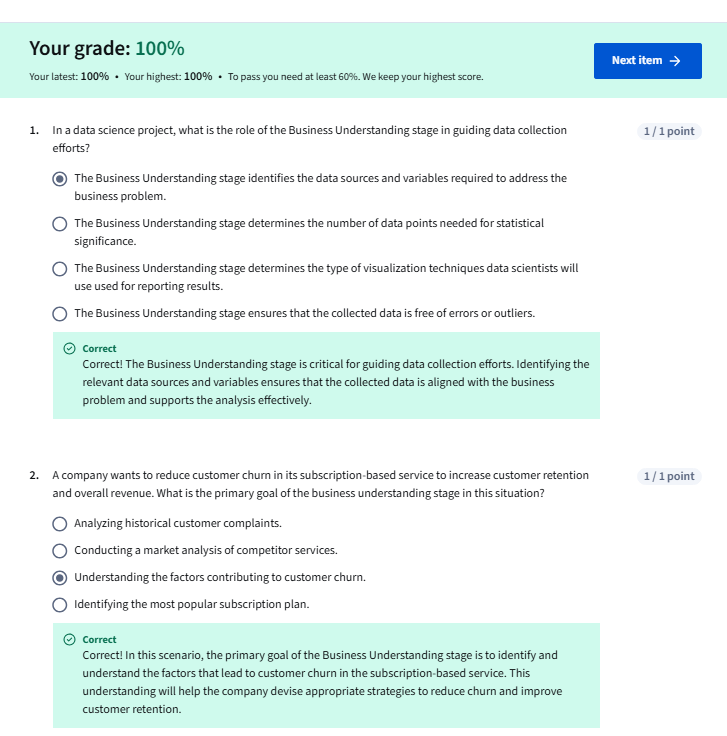 Your grade: 100%
Next item →
Your latest: 100% • Your highest: 100% • To pass you need at least 60%. We keep your highest score.
1. In a data science project, what is the role of the Business Understanding stage in guiding data collection
efforts?
1 / 1 point
The Business Understanding stage identifies the data sources and variables required to address the
business problem.
The Business Understanding stage determines the number of data points needed for statistical
significance.
The Business Understanding stage determines the type of visualization techniques data scientists will
use used for reporting results.
The Business Understanding stage ensures that the collected data is free of errors or outliers.
Correct
Correct! The Business Understanding stage is critical for guiding data collection efforts. Identifying the
relevant data sources and variables ensures that the collected data is aligned with the business
problem and supports the analysis effectively.
2. A company wants to reduce customer churn in its subscription-based service to increase customer retention
and overall revenue. What is the primary goal of the business understanding stage in this situation?
1 / 1 point
Analyzing historical customer complaints.
Conducting a market analysis of competitor services.
Understanding the factors contributing to customer churn.
Identifying the most popular subscription plan.
Correct
Correct! In this scenario, the primary goal of the Business Understanding stage is to identify and
understand the factors that lead to customer churn in the subscription-based service. This
understanding will help the company devise appropriate strategies to reduce churn and improve
customer retention.